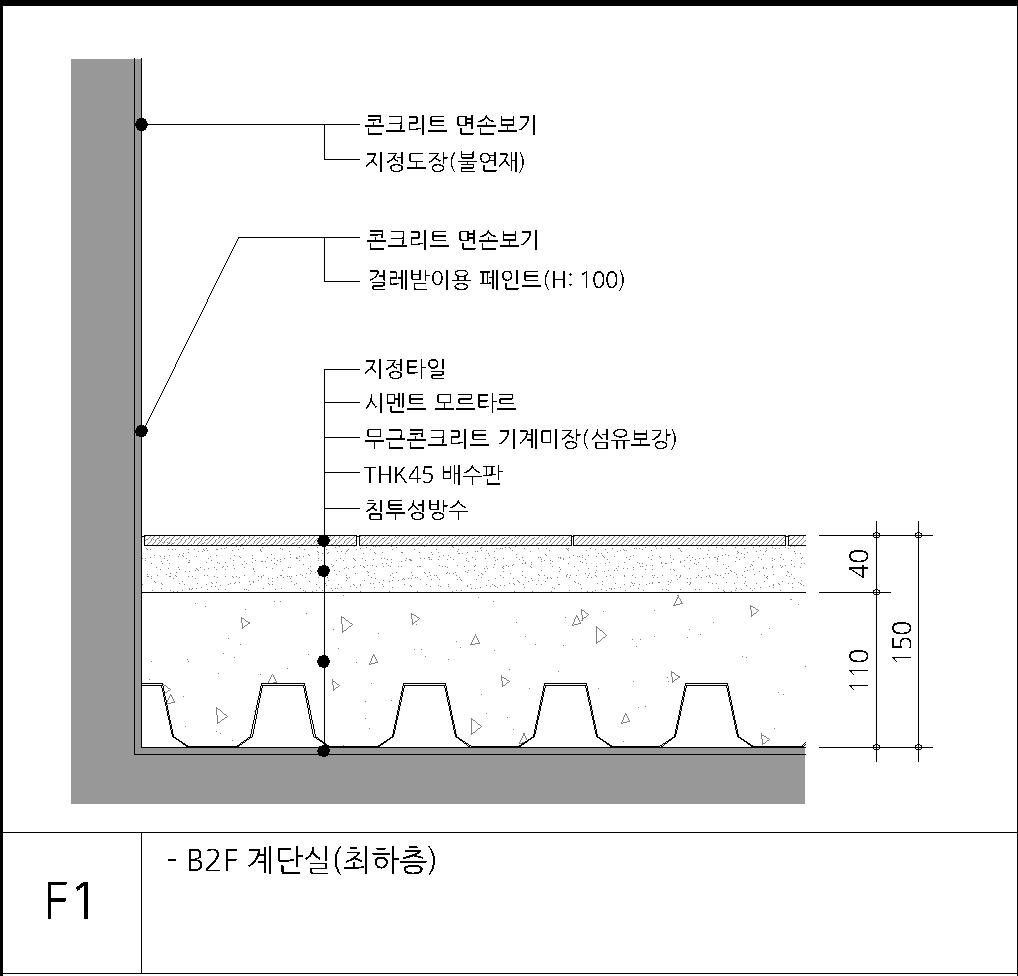 콘크리트 면손보기
지정도장(불연재)
콘크리트 면손보기
걸레받이용 페인트(H: 100)
지정타일
시멘트 모르타르
무근콘크리트 기계미장(섬유보강)
THK45 배수판
침투성방수
40
110
150
F1
- B2F 계단실(최하층)